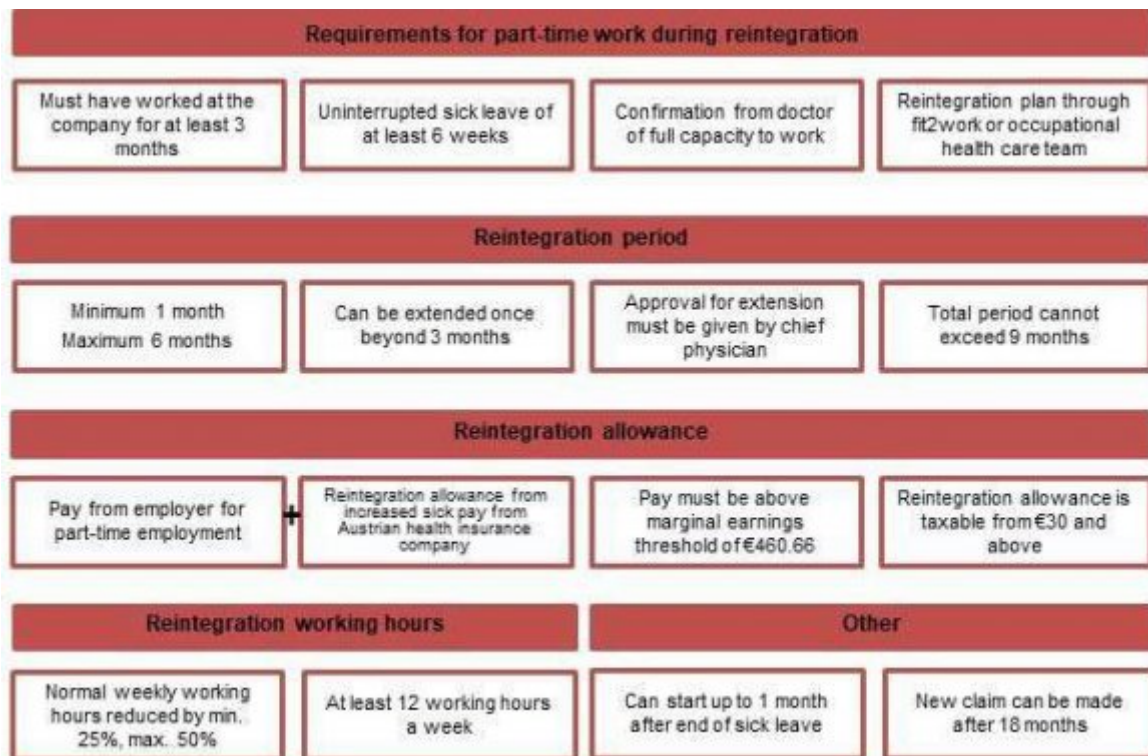 Requirements for part-time work during reintegration
Must have worked at the
company for at least 3
months
Uninterrupted sick leave of
at least 6 weeks
Confirmation from doctor
of full capacity to work
Reintegration plan through
fit2work or occupational
health care team
Reintegration period
Minimum 1 month
Maximum 6 months
Can be extended once
beyond 3 months
Approval for extension
must be given by chief
physician
Total period cannot
exceed 9 months
Reintegration allowance
Pay from employer for
part-time employment
+
Reintegration allowance from
increased sick pay from
Austrian health insurance
company
Pay must be above
marginal earnings
threshold of €460.66
Reintegration allowance is
taxable from €30 and
above
Reintegration working hours
Normal weekly working
hours reduced by min.
25%, max. 50%
At least 12 working hours
a week
Other
Can start up to 1 month
after end of sick leave
New claim can be made
after 18 months